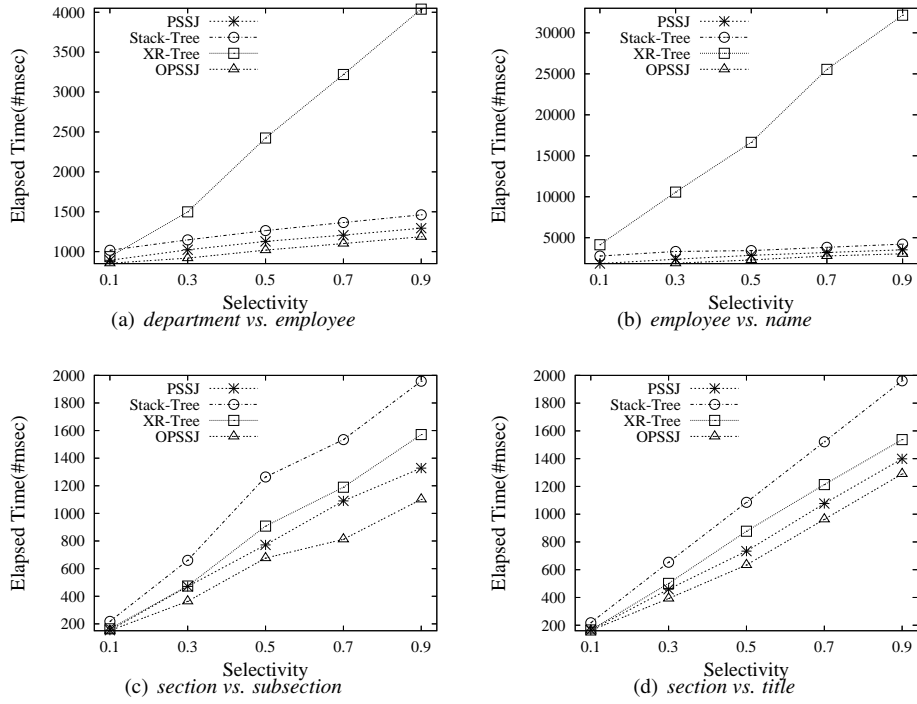 PSSJ
Stack-Tree
XR-Tree
OPSSJ
Elapsed Time(#msec)
4000
3500
3000
2500
2000
1500
1000
0.1 0.3 0.5 0.7 0.9
Selectivity
(a) department vs. employee
PSSJ
Stack-Tree
XR-Tree
OPSSJ
Elapsed Time(#msec)
30000
25000
20000
15000
10000
5000
0.1 0.3 0.5 0.7 0.9
Selectivity
(b) employee vs. name
PSSJ
Stack-Tree
XR-Tree
OPSSJ
Elapsed Time(#msec)
2000
1800
1600
1400
1200
1000
800
600
400
200
0.1 0.3 0.5 0.7 0.9
Selectivity
(c) section vs. subsection
PSSJ
Stack-Tree
XR-Tree
OPSSJ
Elapsed Time(#msec)
2000
1800
1600
1400
1200
1000
800
600
400
200
0.1 0.3 0.5 0.7 0.9
Selectivity
(d) section vs. title